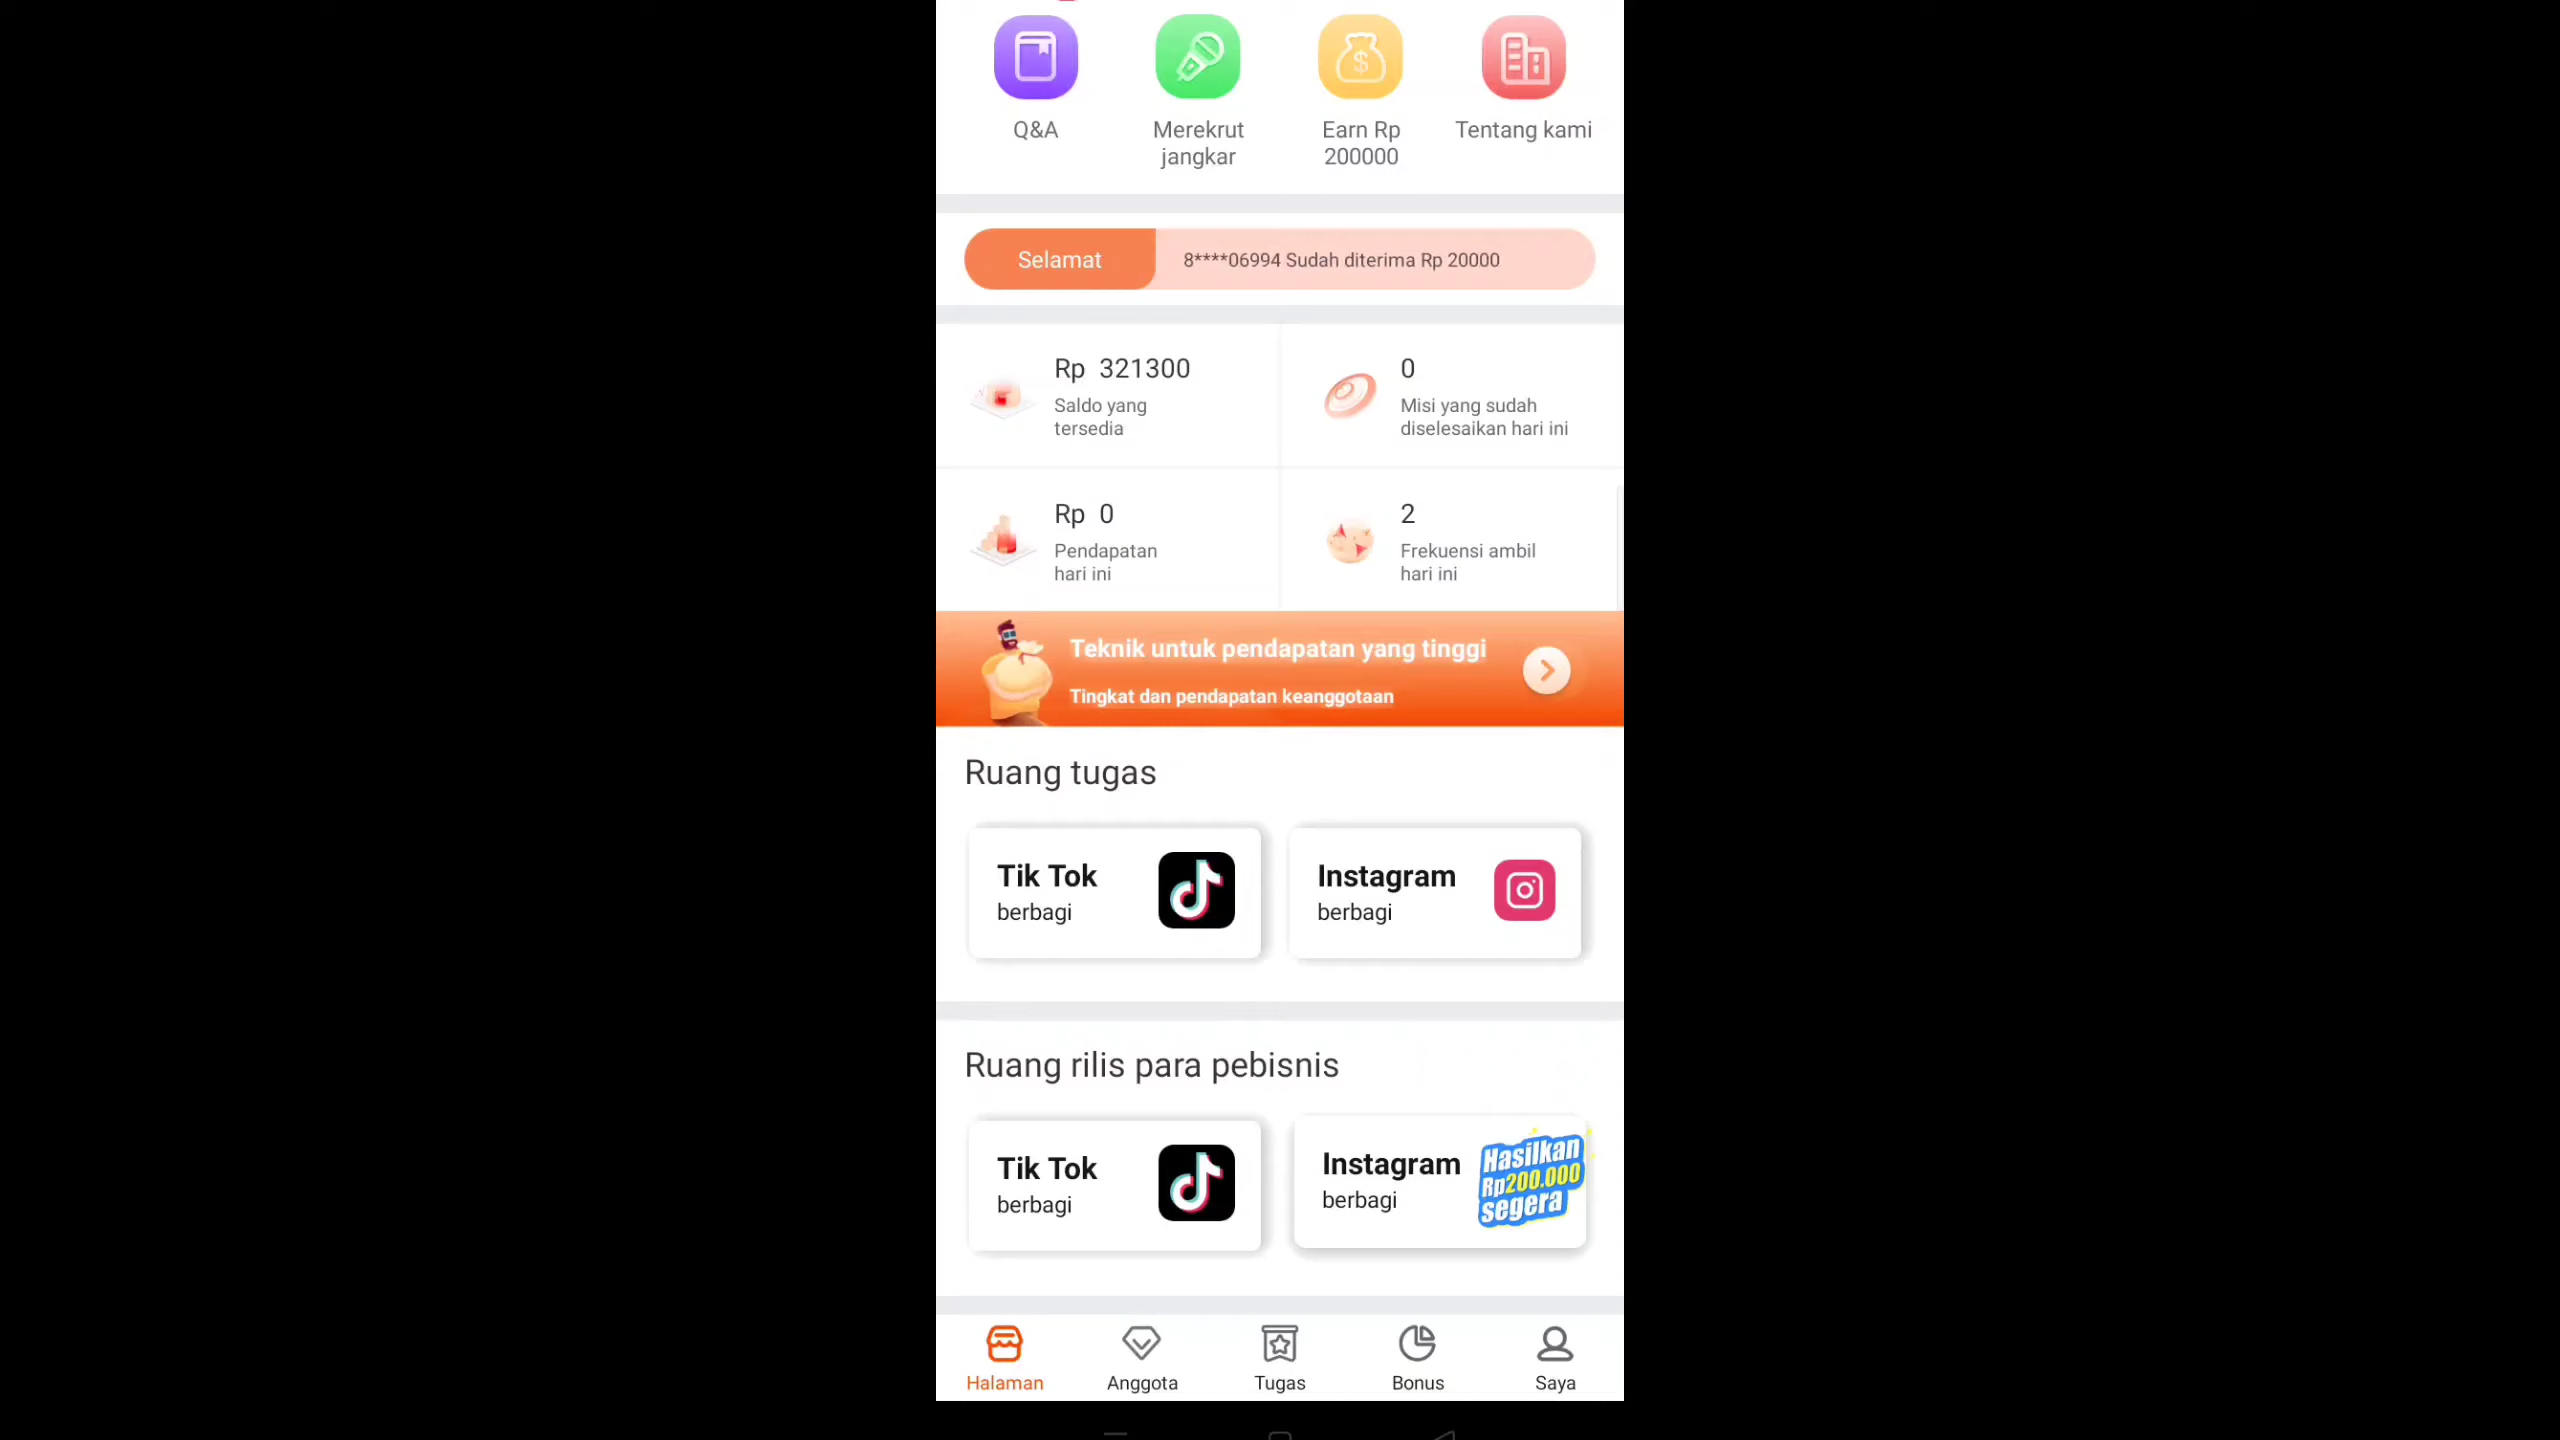 Q&A
Merekrut
jangkar
Earn Rp
200000
Tentang kami
Selamat
8****06994 Sudah diterima Rp 20000
Rp 321300
Saldo yang
tersedia
0
Misi yang sudah
diselesaikan hari ini
Rp 0
Pendapatan
hari ini
2
Frekuensi ambil
hari ini
Teknik untuk pendapatan yang tinggi
Tingkat dan pendapatan keanggotaan
Ruang tugas
Tik Tok
berbagi
Instagram
berbagi
Ruang rilis para pebisnis
Tik Tok
berbagi
Instagram
berbagi
Hasilkan
Rp200.000
segera
Halaman
Anggota
Tugas
Bonus
Saya